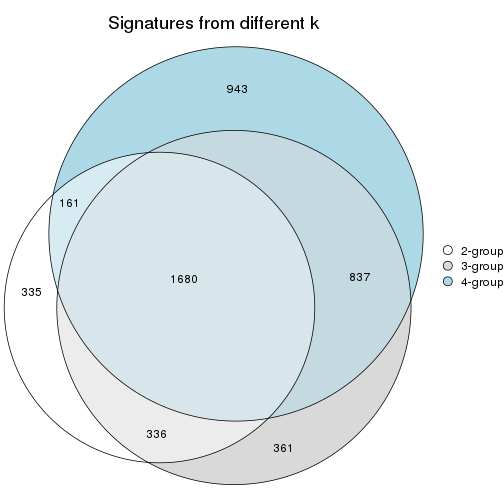 Signatures from different k
943
161
1680
837
335
336
361
2-group
3-group
4-group